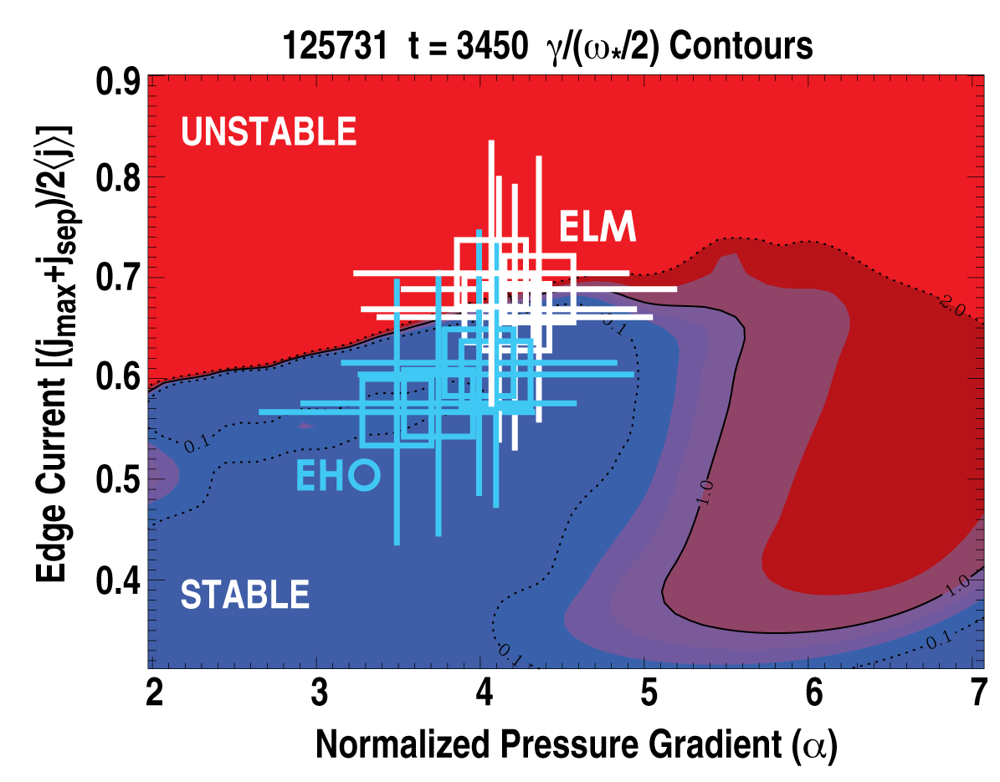 125731 t = 3450 γ/(ω*/2) Contours
Edge Current [(jmax+jsep)/2⟨j⟩]
0.9
0.8
0.7
0.6
0.5
0.4
UNSTABLE
ELM
2.0
0.1
0.1
EHO
1.0
STABLE
1.0
0.1
0.1
2 3 4 5 6 7
Normalized Pressure Gradient (α)